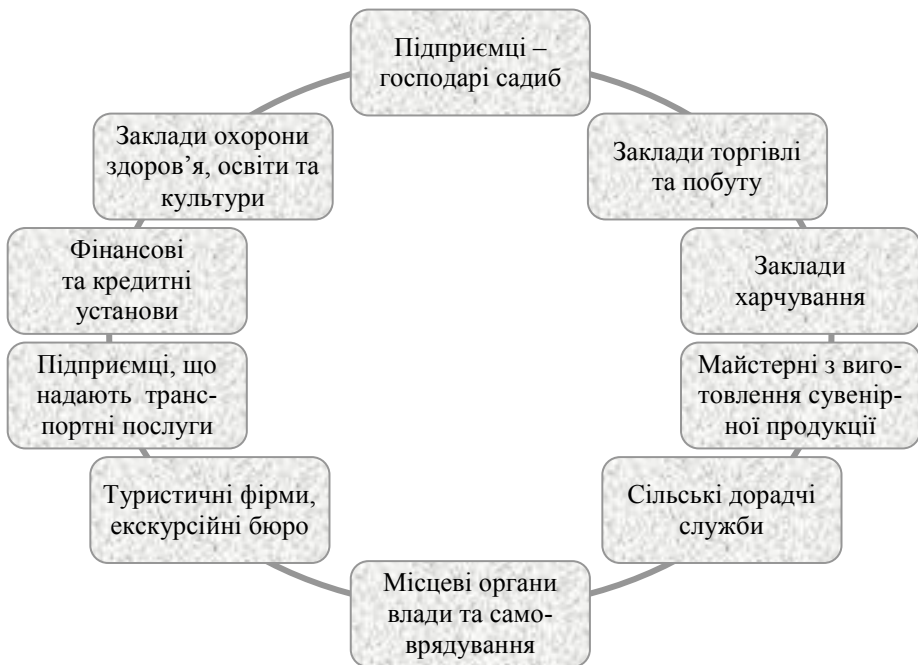 Підприємці –
господарі садиб
Заклади торгівлі
та побуту
Заклади
харчування
Майстерні з виго-
товлення сувенір-
ної продукції
Сільські дорадчі
служби
Місцеві органи
влади та само-
врядування
Туристичні фірми,
екскурсійні бюро
Підприємці, що
надають транс-
портні послуги
Фінансові
та кредитні
установи
Заклади охорони
здоров’я, освіти та
культури